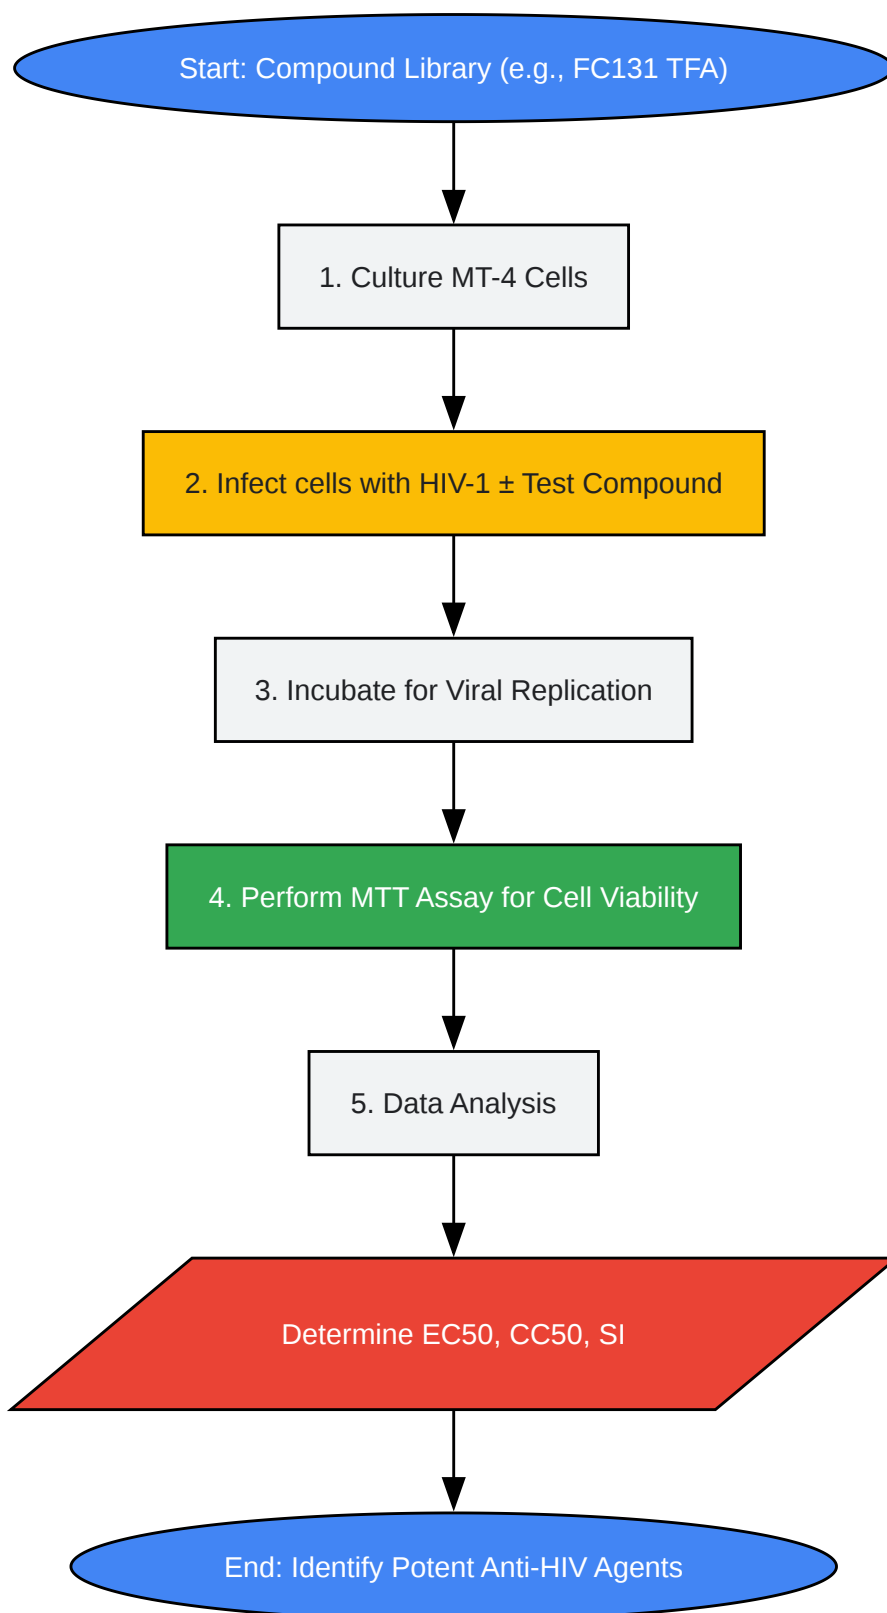 Start: Compound Library (e.g., FC131 TFA)
1. Culture MT-4 Cells
2. Infect cells with HIV-1 ± Test Compound
3. Incubate for Viral Replication
4. Perform MTT Assay for Cell Viability
5. Data Analysis
Determine EC50, CC50, SI
End: Identify Potent Anti-HIV Agents